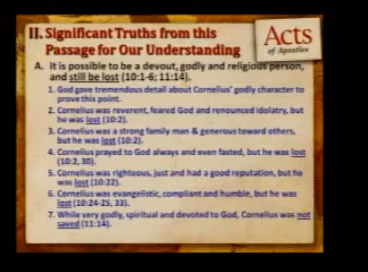 II. Significant Truths from this
Passage for Our Understanding
Acts
of Apostles
A. It is possible to be a devout, godly and religious person,
and still be lost (10:1-6; 11:14).
1. God gave tremendous detail about Cornelius' godly character to
prove this point.
2. Cornelius was reverent, feared God and renounced idolatry, but
he was lost (10:2).
3. Cornelius was a strong family man & generous toward others,
but he was lost (10:2).
4. Cornelius prayed to God always and even fasted, but he was lost
(10:2, 30).
5. Cornelius was righteous, just and had a good reputation, but he
was lost (10:22).
6. Cornelius was evangelistic, compliant and humble, but he was
lost (10:24-25, 33).
7. While very godly, spiritual and devoted to God, Cornelius was not
saved (11:14).